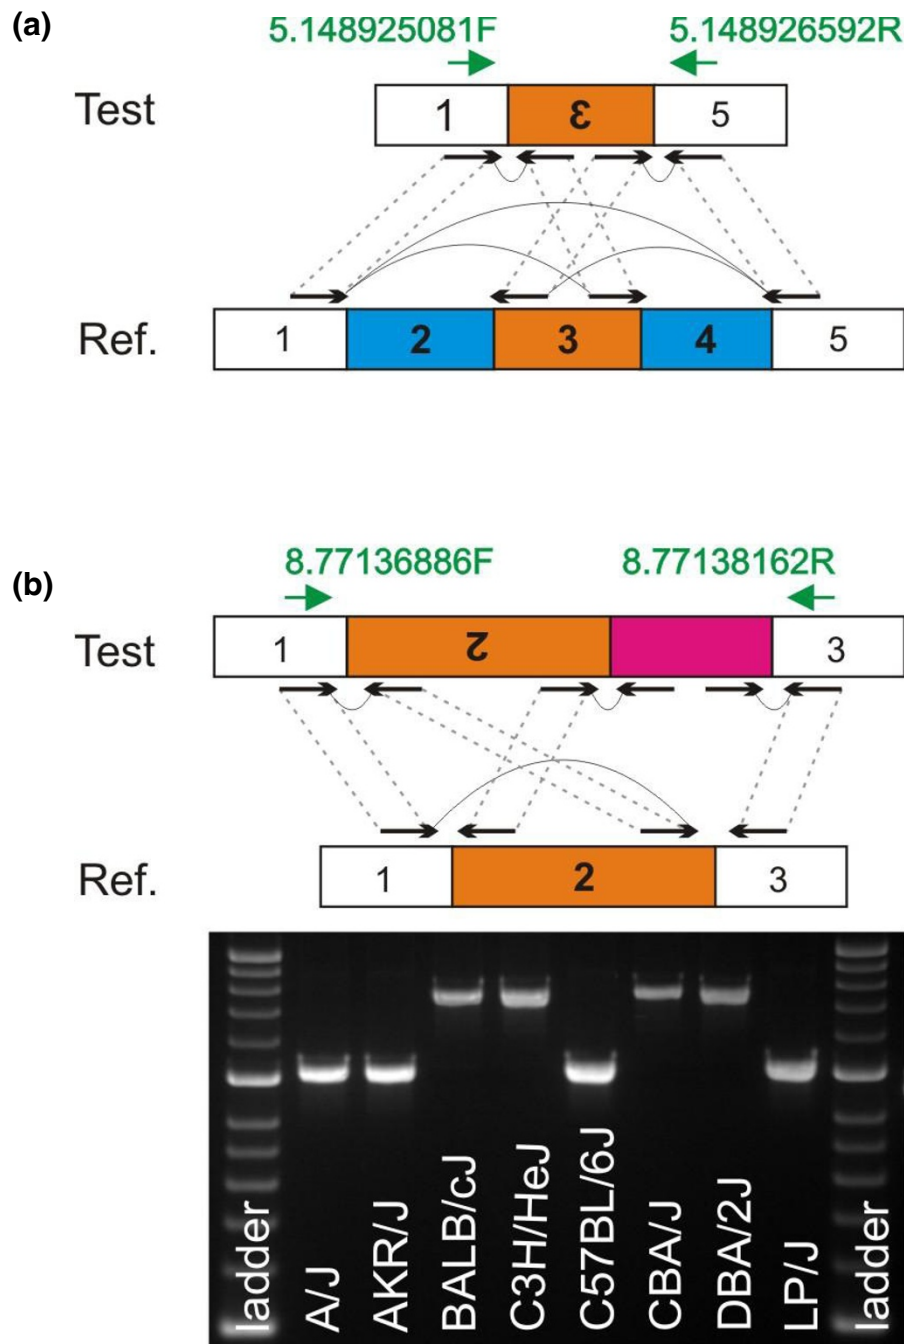 (a)
5.148925081F 5.148926592R
Test 1 3 5
Ref. 1 2 3 4 5
(b)
8.77136886F 8.77138162R
Test 1 2 3
Ref. 1 2 3
ladder A/J AKR/J BALB/cJ C3H/HeJ C57BL/6J CBA/J DBA/2J LP/J ladder